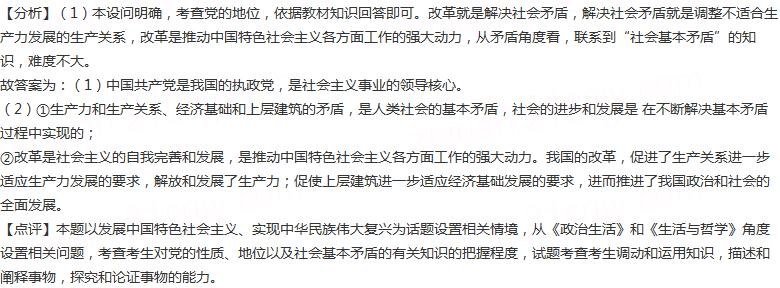 【分析】（1）本设问明确，考查党的地位，依据教材知识回答即可。改革就是解决社会矛盾，解决社会矛盾就是调整不适合生
产力发展的生产关系，改革是推动中国特色社会主义各方面工作的强大动力，从矛盾角度看，联系到“社会基本矛盾”的知
识，难度不大。
故答案为：（1）中国共产党是我国的执政党，是社会主义事业的领导核心。
（2）①生产力和生产关系、经济基础和上层建筑的矛盾，是人类社会的基本矛盾，社会的进步和发展是 在不断解决基本矛盾
过程中实现的；
②改革是社会主义的自我完善和发展，是推动中国特色社会主义各方面工作的强大动力。我国的改革，促进了生产关系进一步
适应生产力发展的要求，解放和发展了生产力；促使上层建筑进一步适应经济基础发展的要求，进而推进了我国政治和社会的
全面发展。
【点评】本题以发展中国特色社会主义、实现中华民族伟大复兴为话题设置相关情境，从《政治生活》和《生活与哲学》角度
设置相关问题，考查考生对党的性质、地位以及社会基本矛盾的有关知识的把握程度，试题考查考生调动和运用知识，描述和
阐释事物，探究和论证事物的能力。